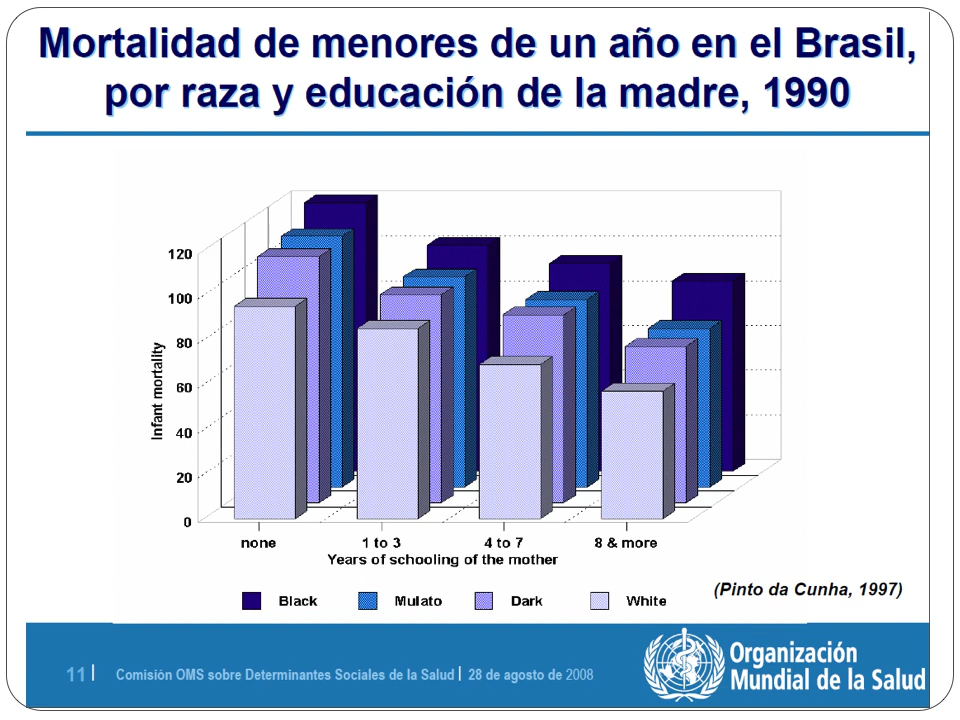 Mortalidad de menores de un año en el Brasil,
por raza y educación de la madre, 1990
120
100
80
60
40
20
0
Infant mortality
none
1 to 3
4 to 7
8 & more
Years of schooling of the mother
Black
Mulato
Dark
White
(Pinto da Cunha, 1997)
11 | Comisión OMS sobre Determinantes Sociales de la Salud | 28 de agosto de 2008
Organización
Mundial de la Salud